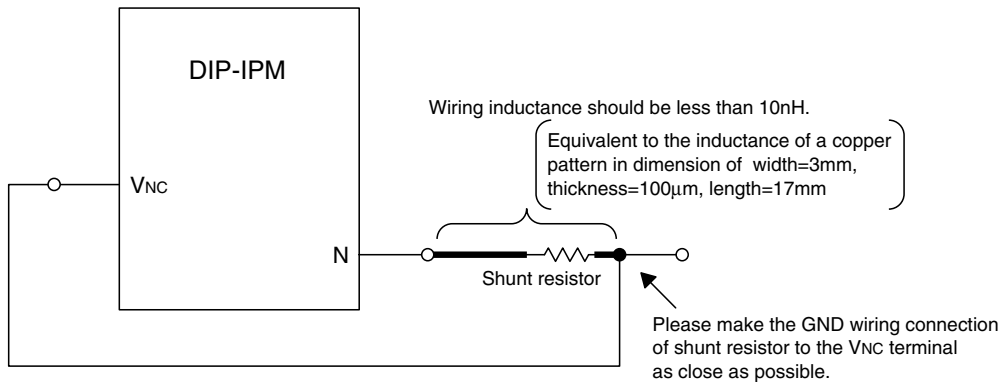 DIP-IPM
Wiring inductance should be less than 10nH.
Equivalent to the inductance of a copper
pattern in dimension of width=3mm,
thickness=100μm, length=17mm
VNC
N
Shunt resistor
Please make the GND wiring connection
of shunt resistor to the VNC terminal
as close as possible.